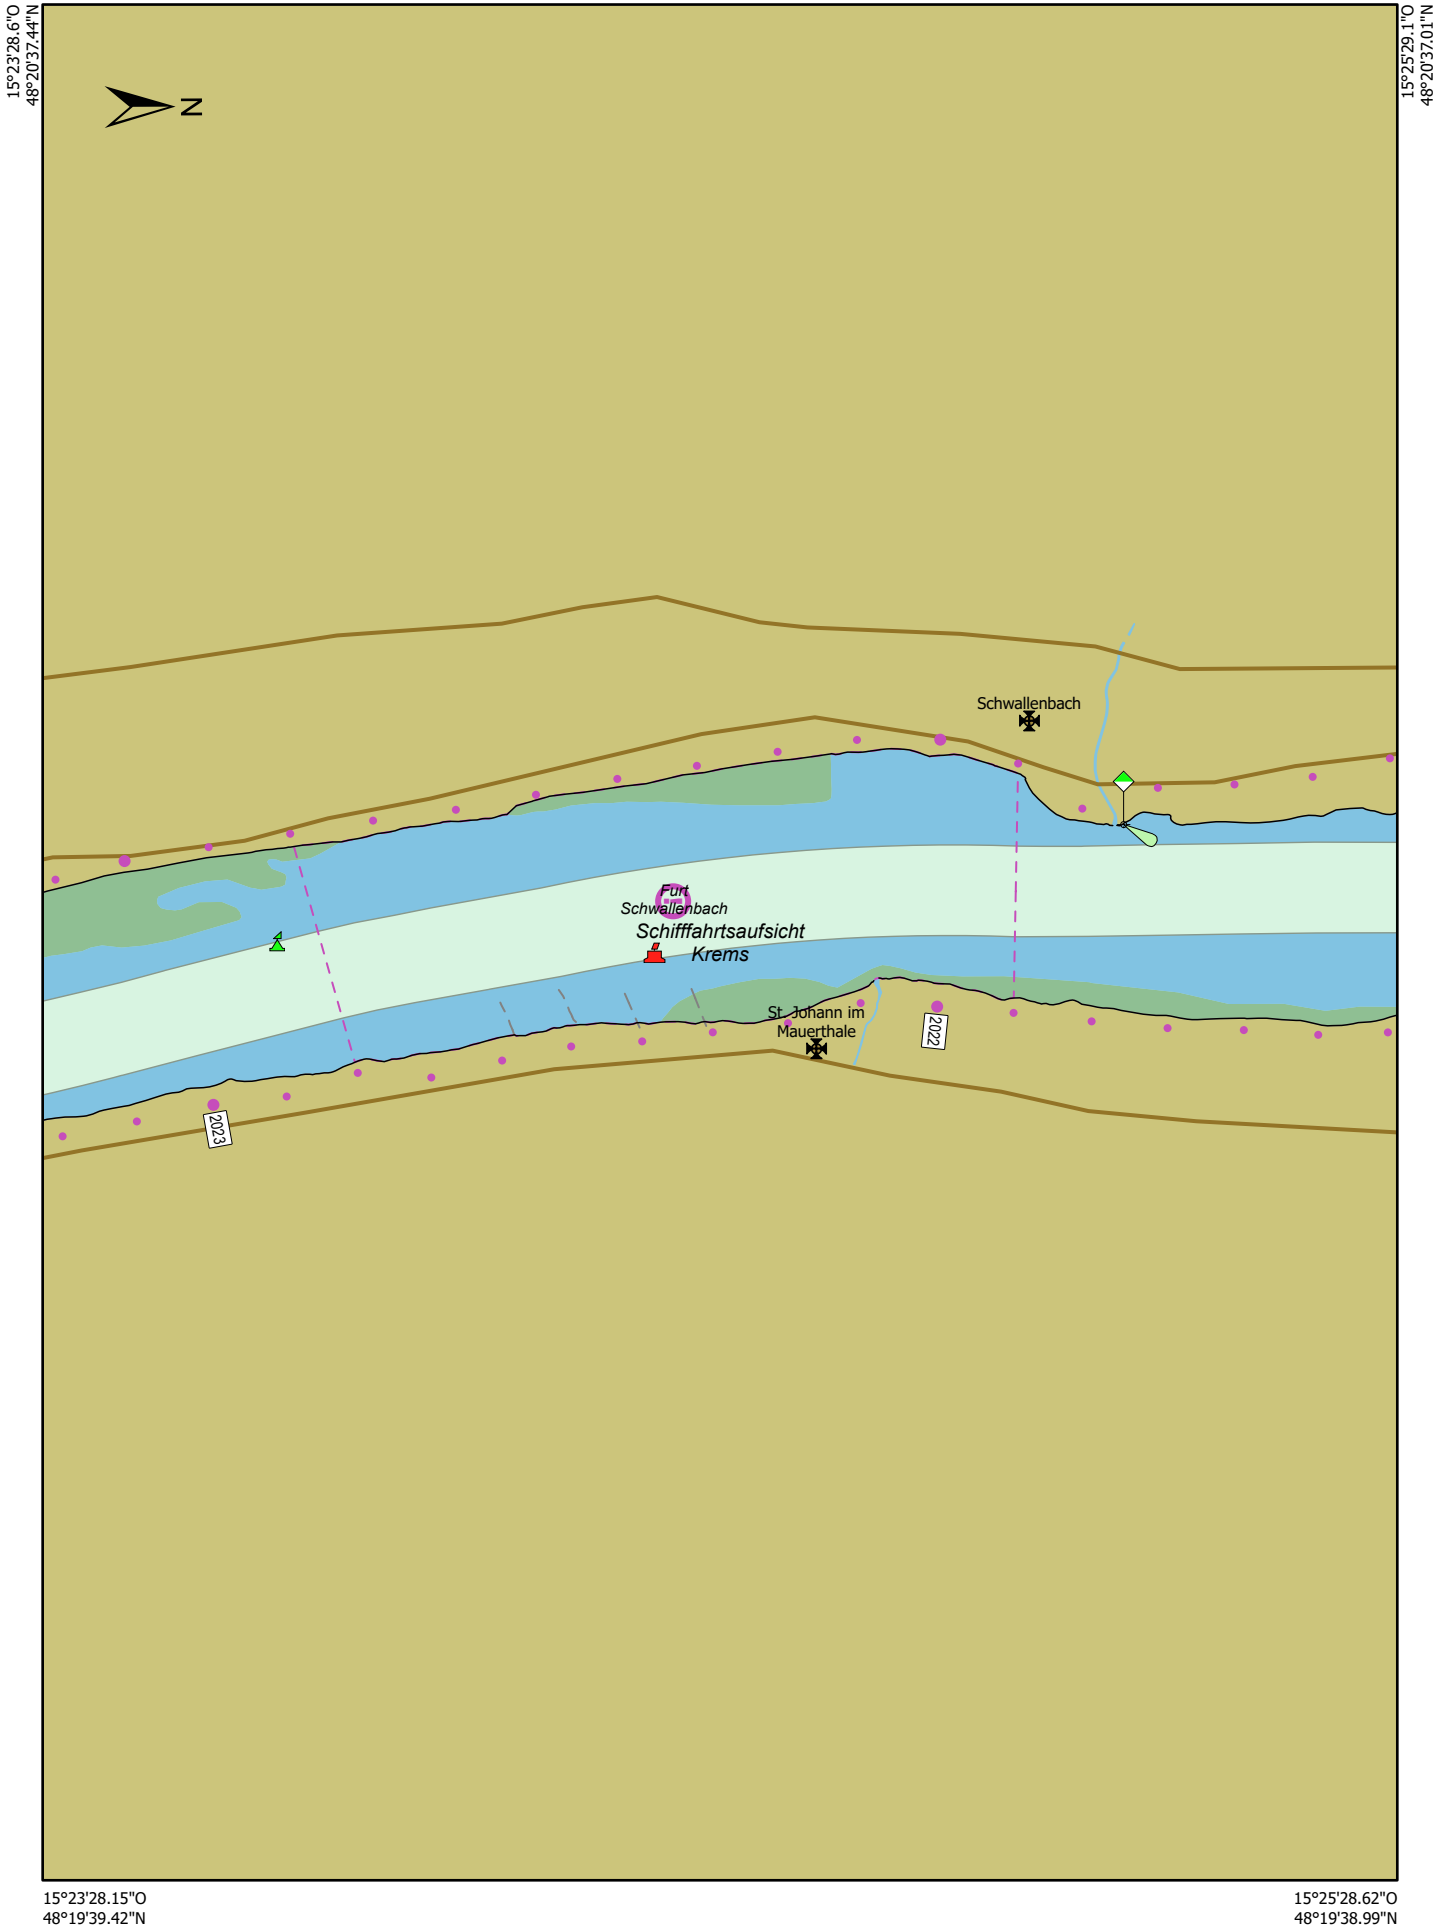 15°23'28.6"O
48°20'37.44"N
15°25'29.1"O
48°20'37.01"N
N
Schwallenbach
Furt
Schwallenbach
Schifffahrtsaufsicht
Krems
St. Johann im
Mauerthale
2022
2023
15°23'28.15"O
48°19'39.42"N
15°25'28.62"O
48°19'38.99"N